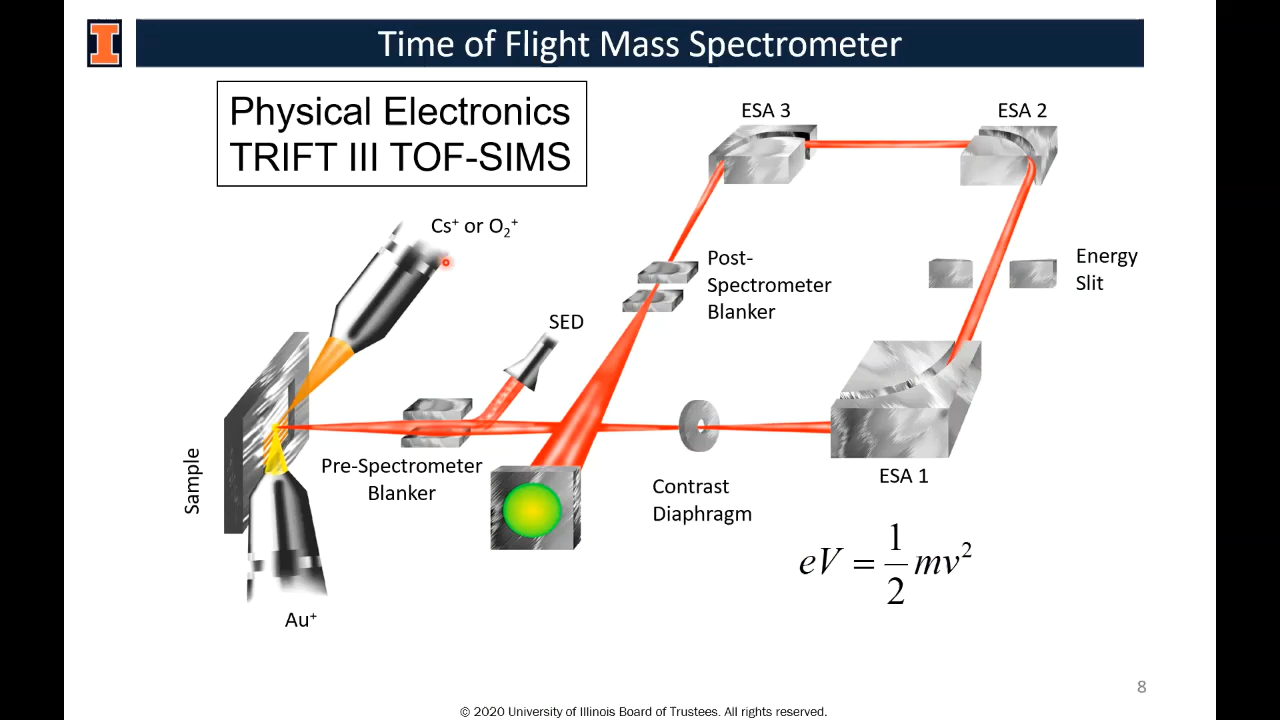 I
Time of Flight Mass Spectrometer
Physical Electronics
TRIFT III TOF-SIMS
ESA 3
ESA 2
Cs⁺ or O₂⁺
Post-
Spectrometer
Blanker
Energy
Slit
SED
Sample
Pre-Spectrometer
Blanker
Contrast
Diaphragm
ESA 1
eV = 1/2 mv²
Au⁺
8
© 2020 University of Illinois Board of Trustees. All rights reserved.